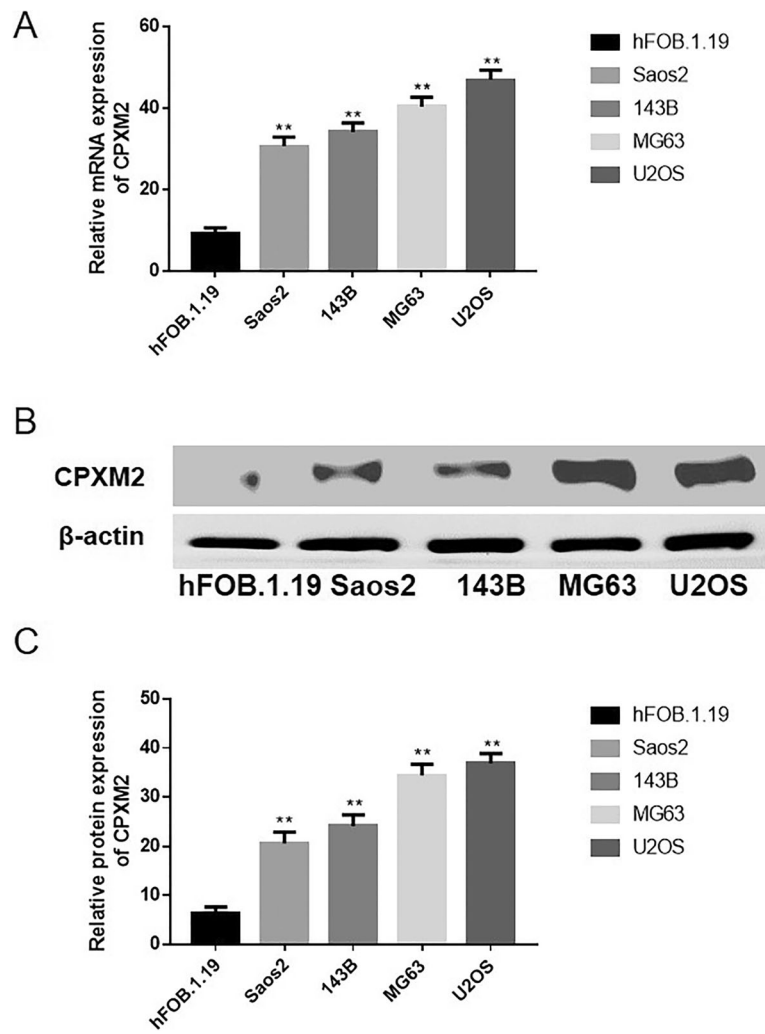 A
Relative mRNA expression
of CPXM2
60
40
20
0
**
**
**
**
hFOB.1.19
Saos2
143B
MG63
U2OS
hFOB.1.19
Saos2
143B
MG63
U2OS
B
CPXM2
β-actin
hFOB.1.19 Saos2 143B MG63 U2OS
C
Relative protein expression
of CPXM2
50
40
30
20
10
0
**
**
**
**
hFOB.1.19
Saos2
143B
MG63
U2OS
hFOB.1.19
Saos2
143B
MG63
U2OS